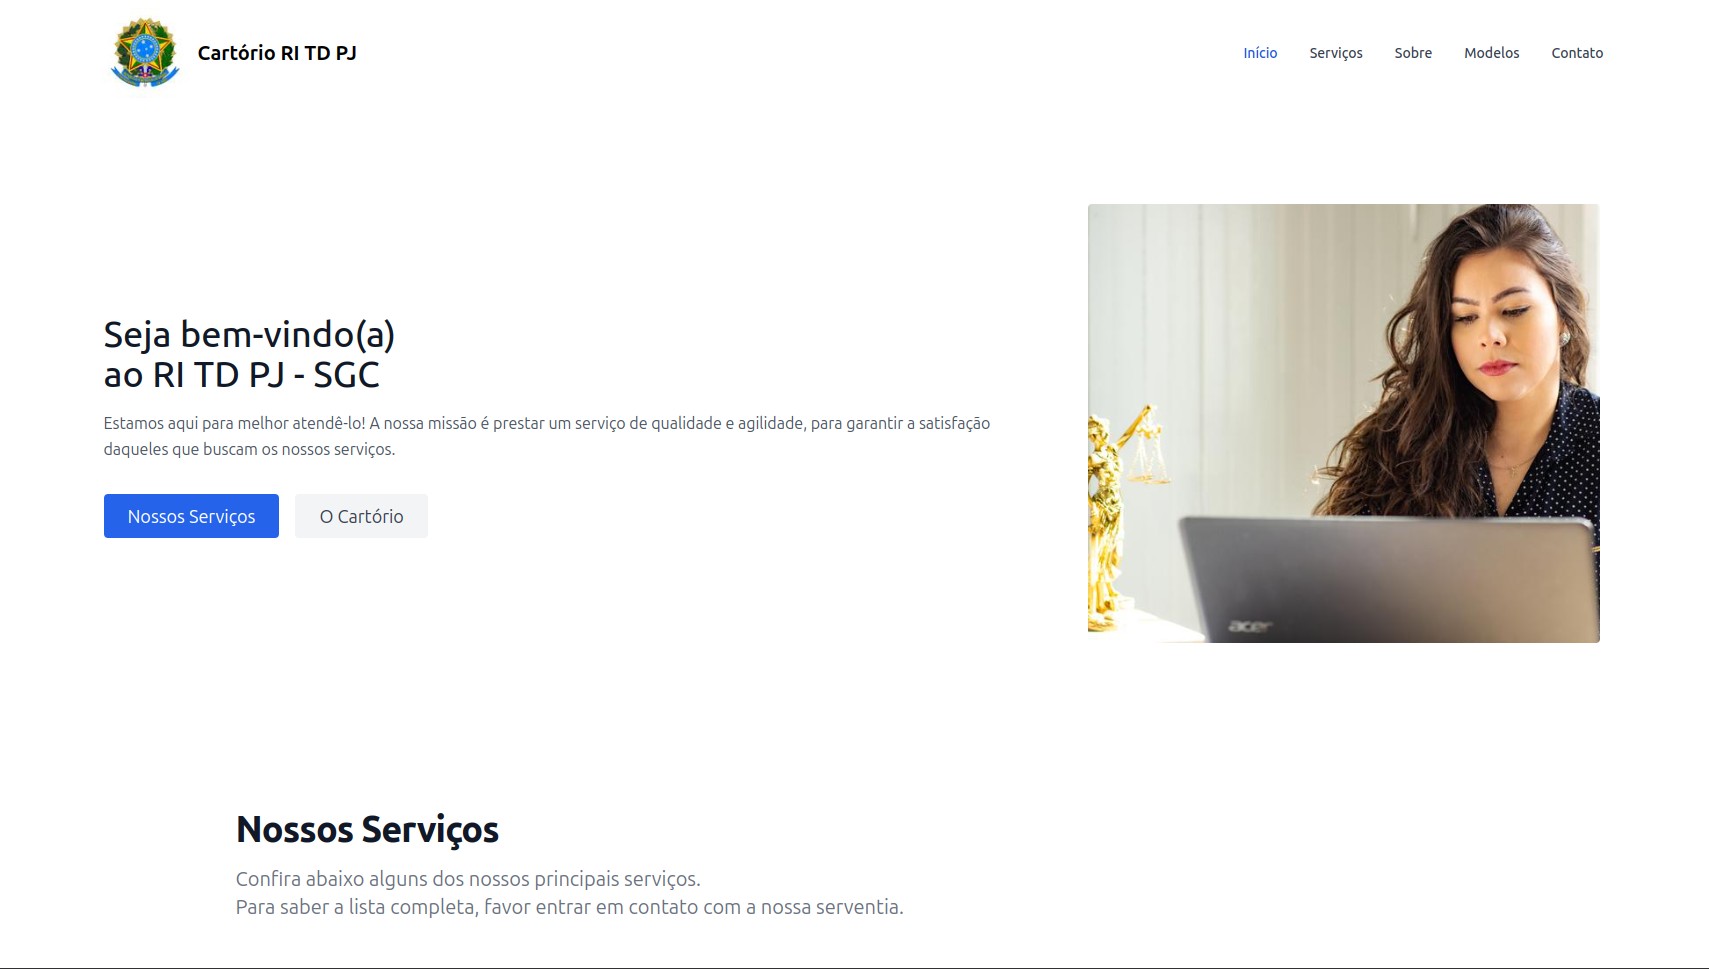 Cartório RI TD PJ
Início
Serviços
Sobre
Modelos
Contato
Seja bem-vindo(a)
ao RI TD PJ - SGC
Estamos aqui para melhor atendê-lo! A nossa missão é prestar um serviço de qualidade e agilidade, para garantir a satisfação
daqueles que buscam os nossos serviços.
Nossos Serviços
O Cartório
acer
Nossos Serviços
Confira abaixo alguns dos nossos principais serviços.
Para saber a lista completa, favor entrar em contato com a nossa serventia.